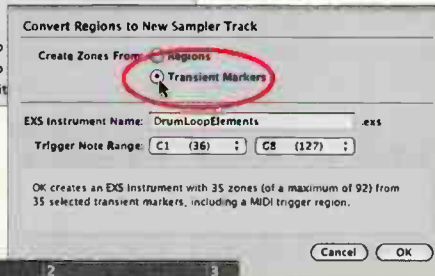 Convert Regions to New Sampler Track
Create Zones From: Regions
Transient Markers
EXS Instrument Name: DrumLoopElements .exs
Trigger Note Range: C1 (36) G8 (127)
OK creates an EXS Instrument with 35 zones (of a maximum of 92) from
35 selected transient markers, including a MIDI trigger region.
Cancel OK
2 3